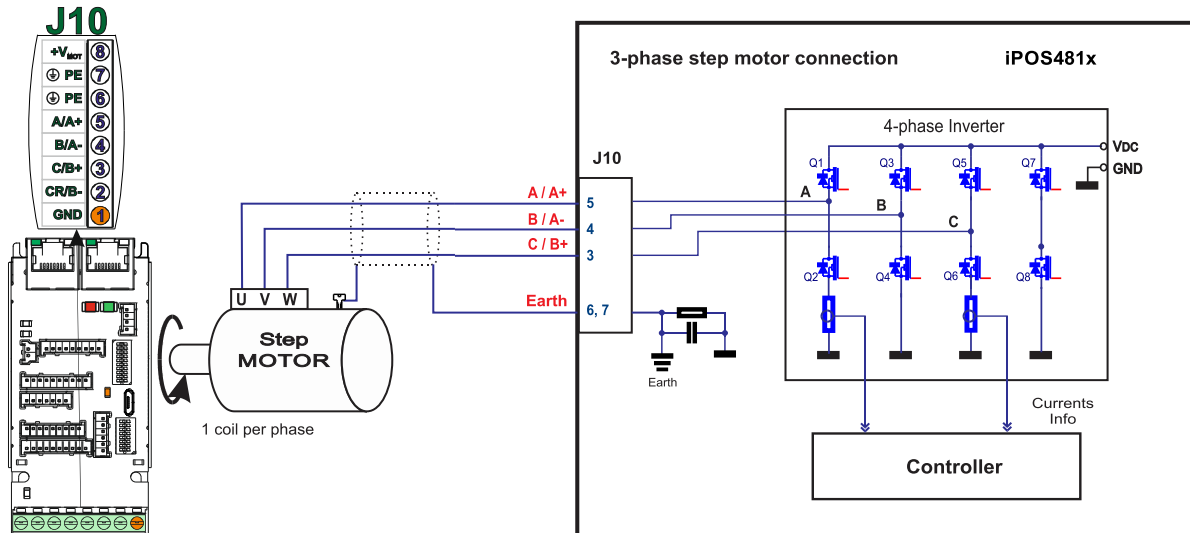 J10
+VMOT 8
PE 7
PE 6
A/A+ 5
B/A- 4
C/B+ 3
CR/B- 2
GND 1
3-phase step motor connection
iPOS481x
4-phase Inverter
VDC
GND
Q1
Q3
Q5
Q7
A
B
C
Q2
Q4
Q6
Q8
J10
A / A+
5
B / A-
4
C / B+
3
Earth
6, 7
U V W
Step
MOTOR
1 coil per phase
Earth
Currents
Info
Controller